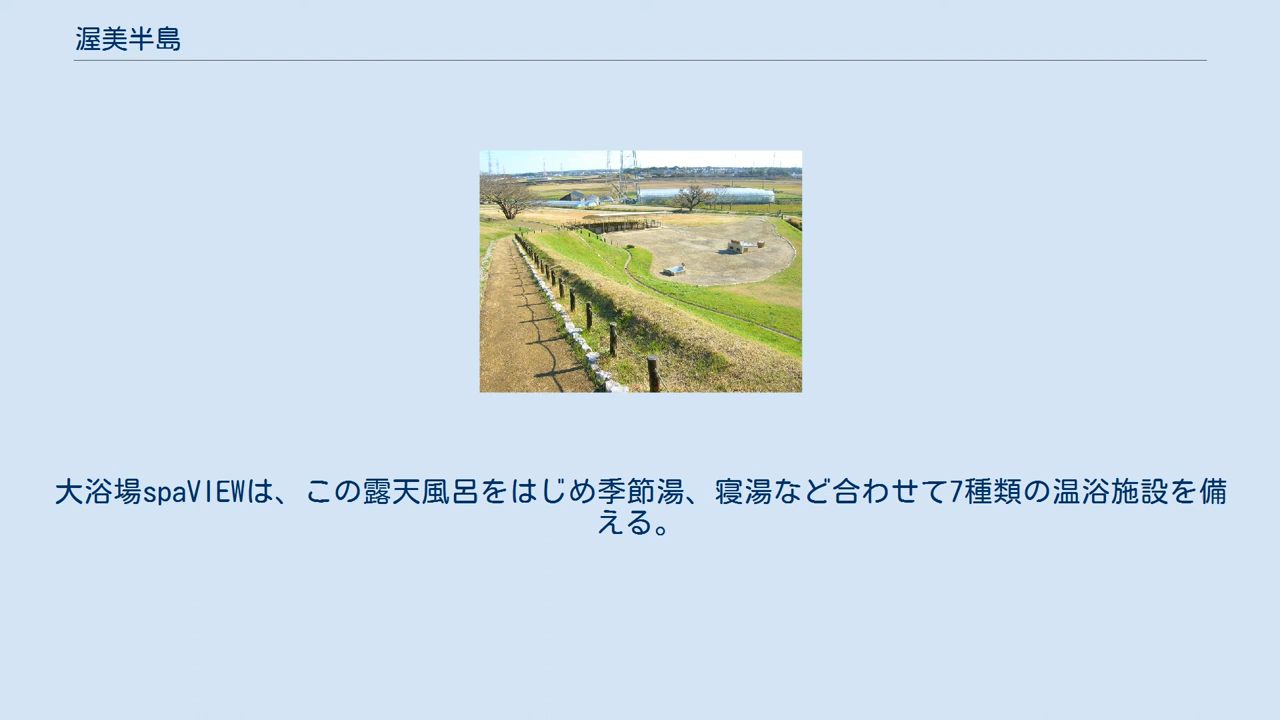 渥美半島
大浴場spaVIEWは、この露天風呂をはじめ季節湯、寝湯など合わせて7種類の温浴施設を備
える。